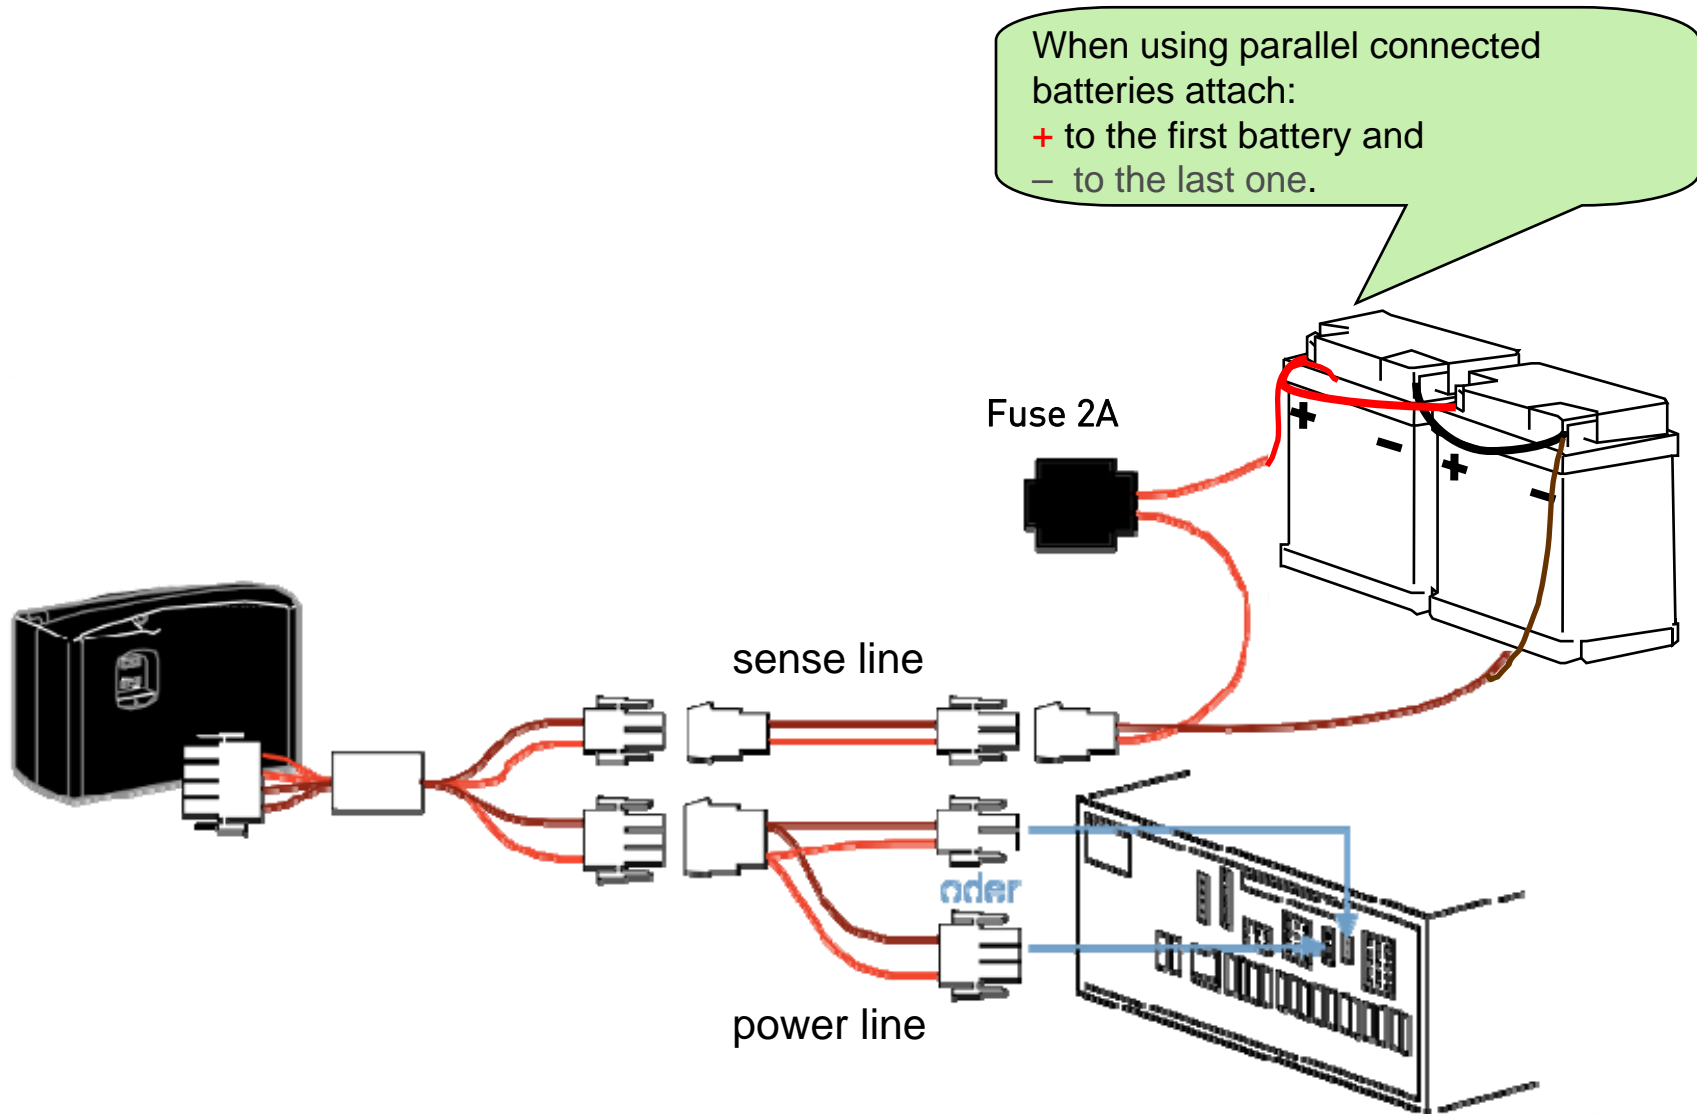 When using parallel connected
batteries attach:
+ to the first battery and
– to the last one.
Fuse 2A
+
–
+
–
sense line
oder
power line